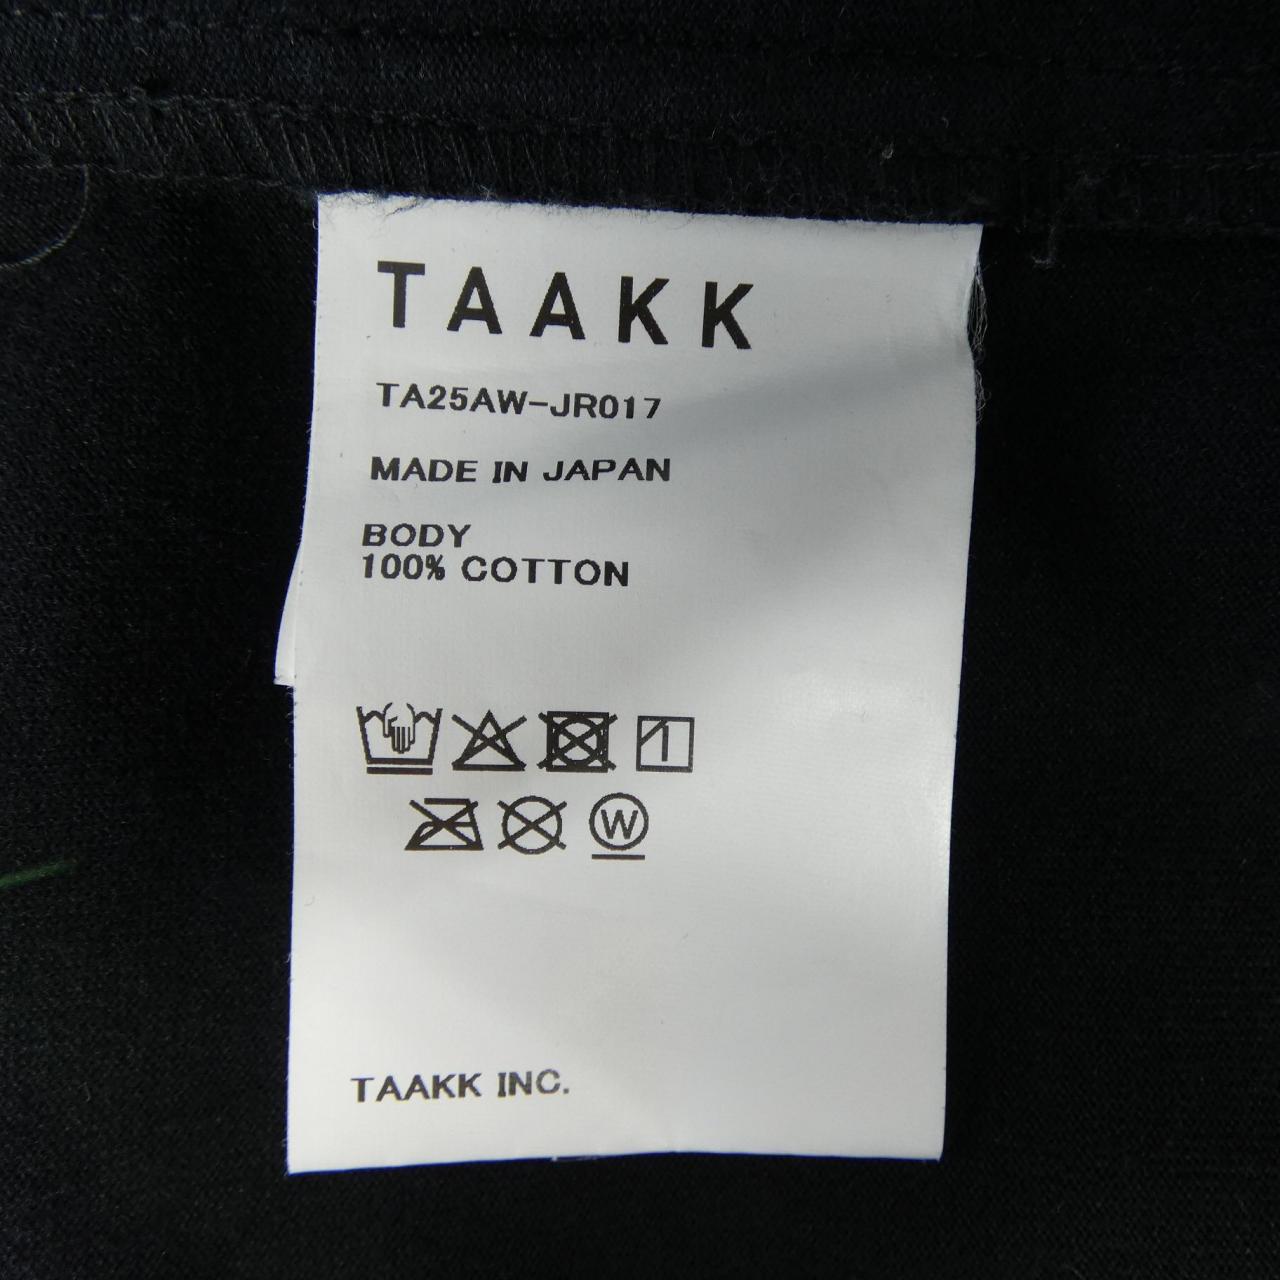 TAAKK
TA25AW-JR017
MADE IN JAPAN
BODY
100% COTTON
W
TAAKK INC.